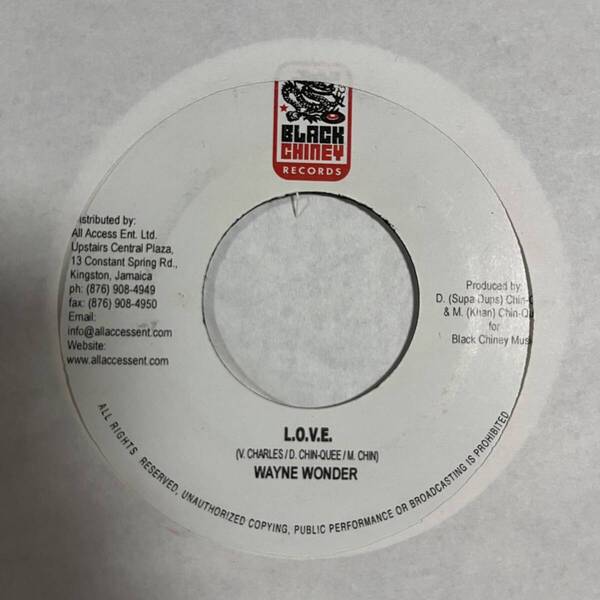 BLACK
CHINEY
RECORDS
istributed by:
All Access Ent. Ltd.
Upstairs Central Plaza,
13 Constant Spring Rd.,
Kingston, Jamaica
ph: (876) 908-4949
fax: (876) 908-4950
Email:
info@allaccessent.com
Website:
www.allaccessent.com
Produced by:
D. (Supa Dups) Chin-
& M. (Khan) Chin-Qu
for
Black Chiney Mus
L.O.V.E.
(V. CHARLES / D. CHIN-QUEE / M. CHIN)
WAYNE WONDER
ALL RIGHTS RESERVED, UNAUTHORIZED COPYING, PUBLIC PERFORMANCE OR BROADCASTING IS PROHIBITED